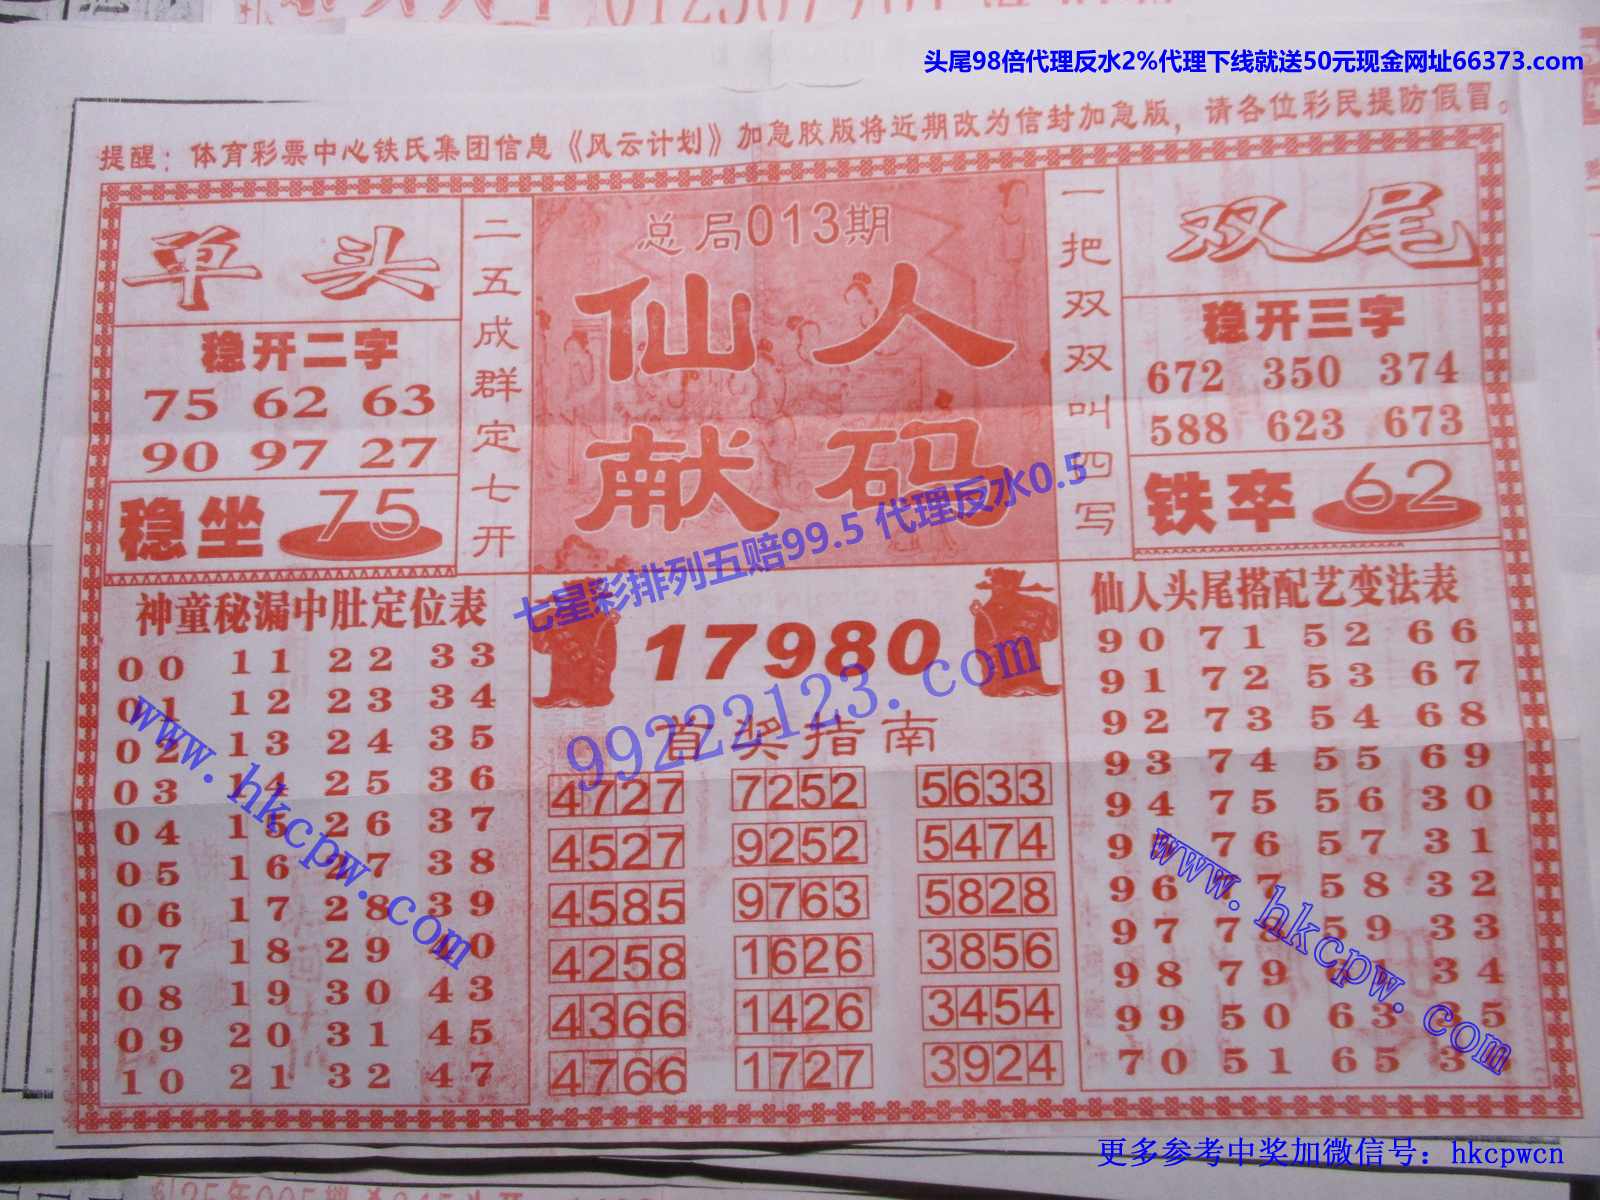 头尾98倍代理反水2%代理下线就送50元现金网址66373.com
提醒：体育彩票中心铁氏集团信息《风云计划》加急胶版将近期改为信封加急版，请各位彩民提防假冒。
单头
稳开二字
75 62 63
90 97 27
稳坐 75
二五成群定七开
总局013期
仙人
献码
一把双双叫四写
双尾
稳开三字
672 350 374
588 623 673
铁卒 62
七星彩排列五赔99.5 代理反水0.5
神童秘漏中肚定位表
00 11 22 33
01 12 23 34
02 13 24 35
03 14 25 36
04 15 26 37
05 16 27 38
06 17 28 39
07 18 29 40
08 19 30 43
09 20 31 45
10 21 32 47
www.hkcpw.com
17980
99222123.com
首奖指南
4727 7252 5633
4527 9252 5474
4585 9763 5828
4258 1626 3856
4366 1426 3454
4766 1727 3924
仙人头尾搭配艺变法表
90 71 52 66
91 72 53 67
92 73 54 68
93 74 55 69
94 75 56 30
95 76 57 31
96 77 58 32
97 78 59 33
98 79 34
99 50 63 35
70 51 65
www.hkcpw.com
更多参考中奖加微信号：hkcpwcn